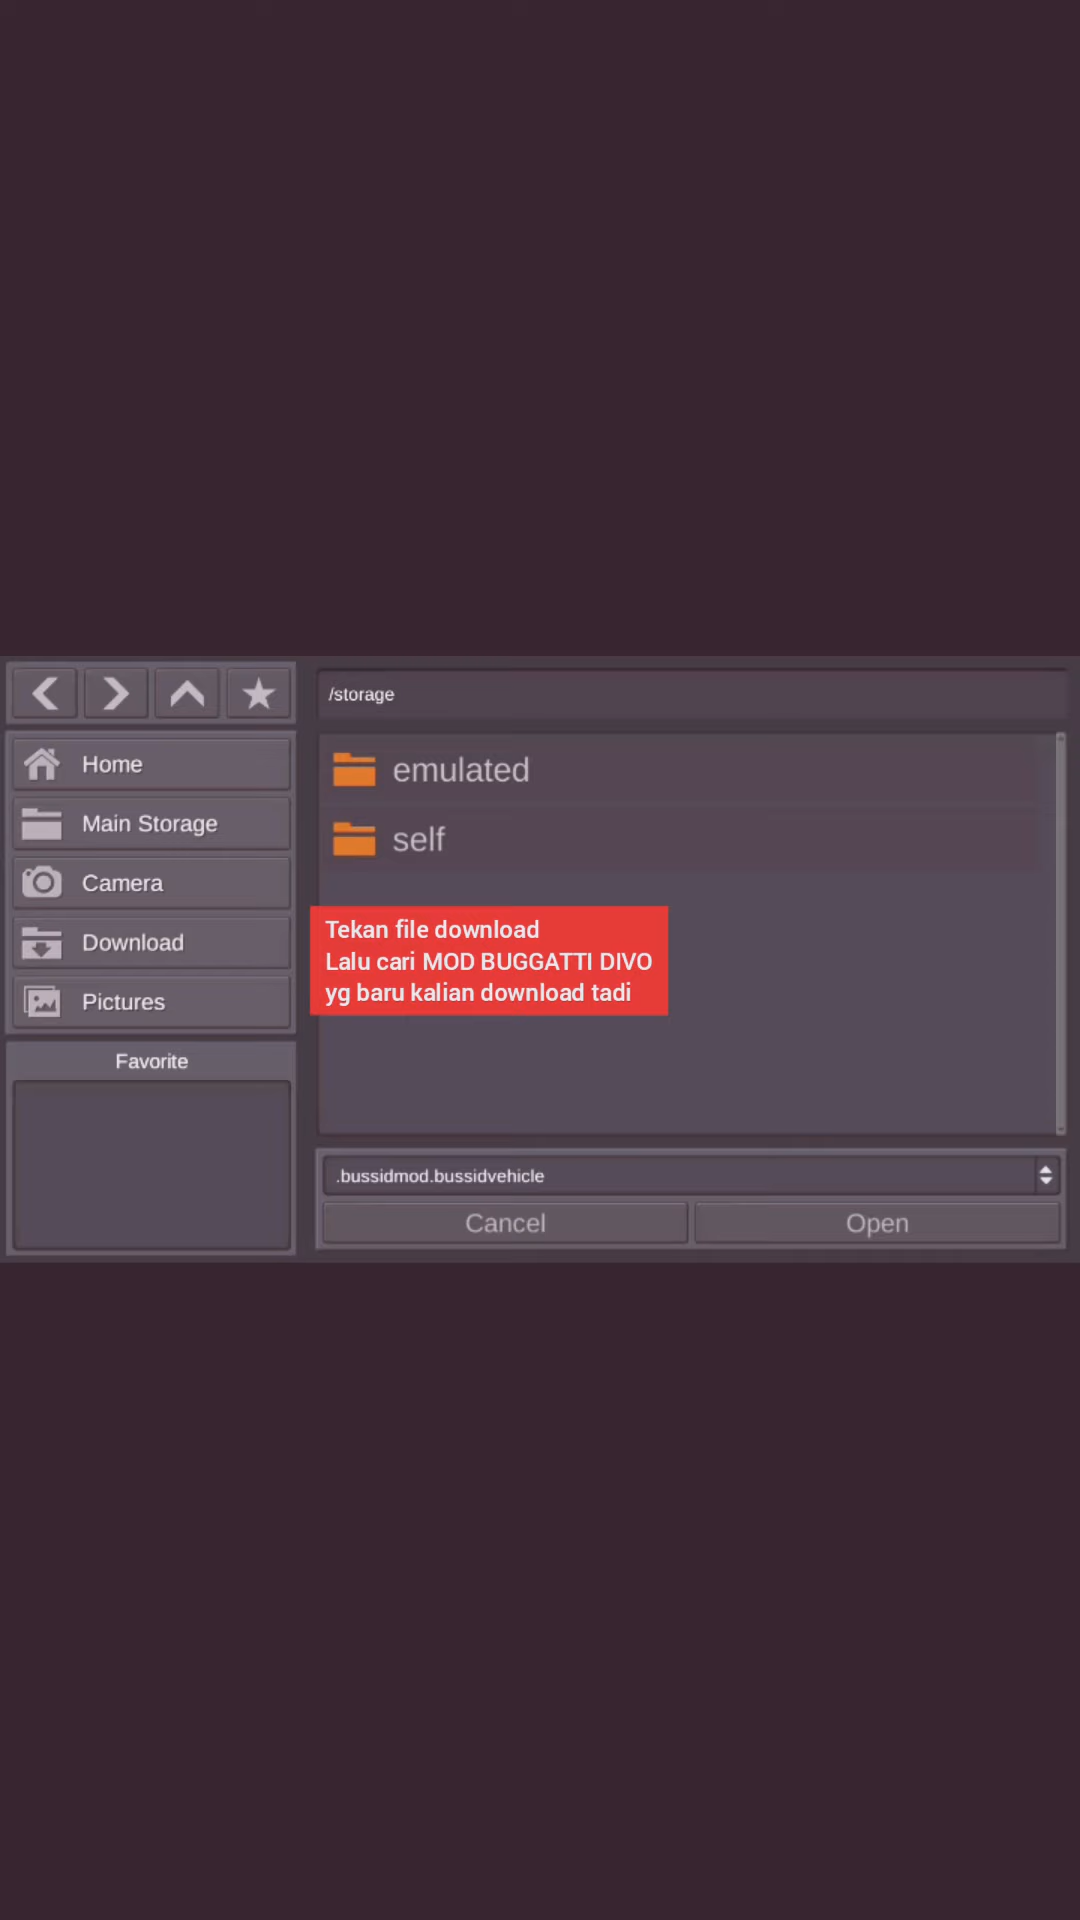 /storage
Home
Main Storage
Camera
Download
Pictures
Favorite
emulated
self
Tekan file download
Lalu cari MOD BUGGATTI DIVO
yg baru kalian download tadi
.bussidmod.bussidvehicle
Cancel
Open